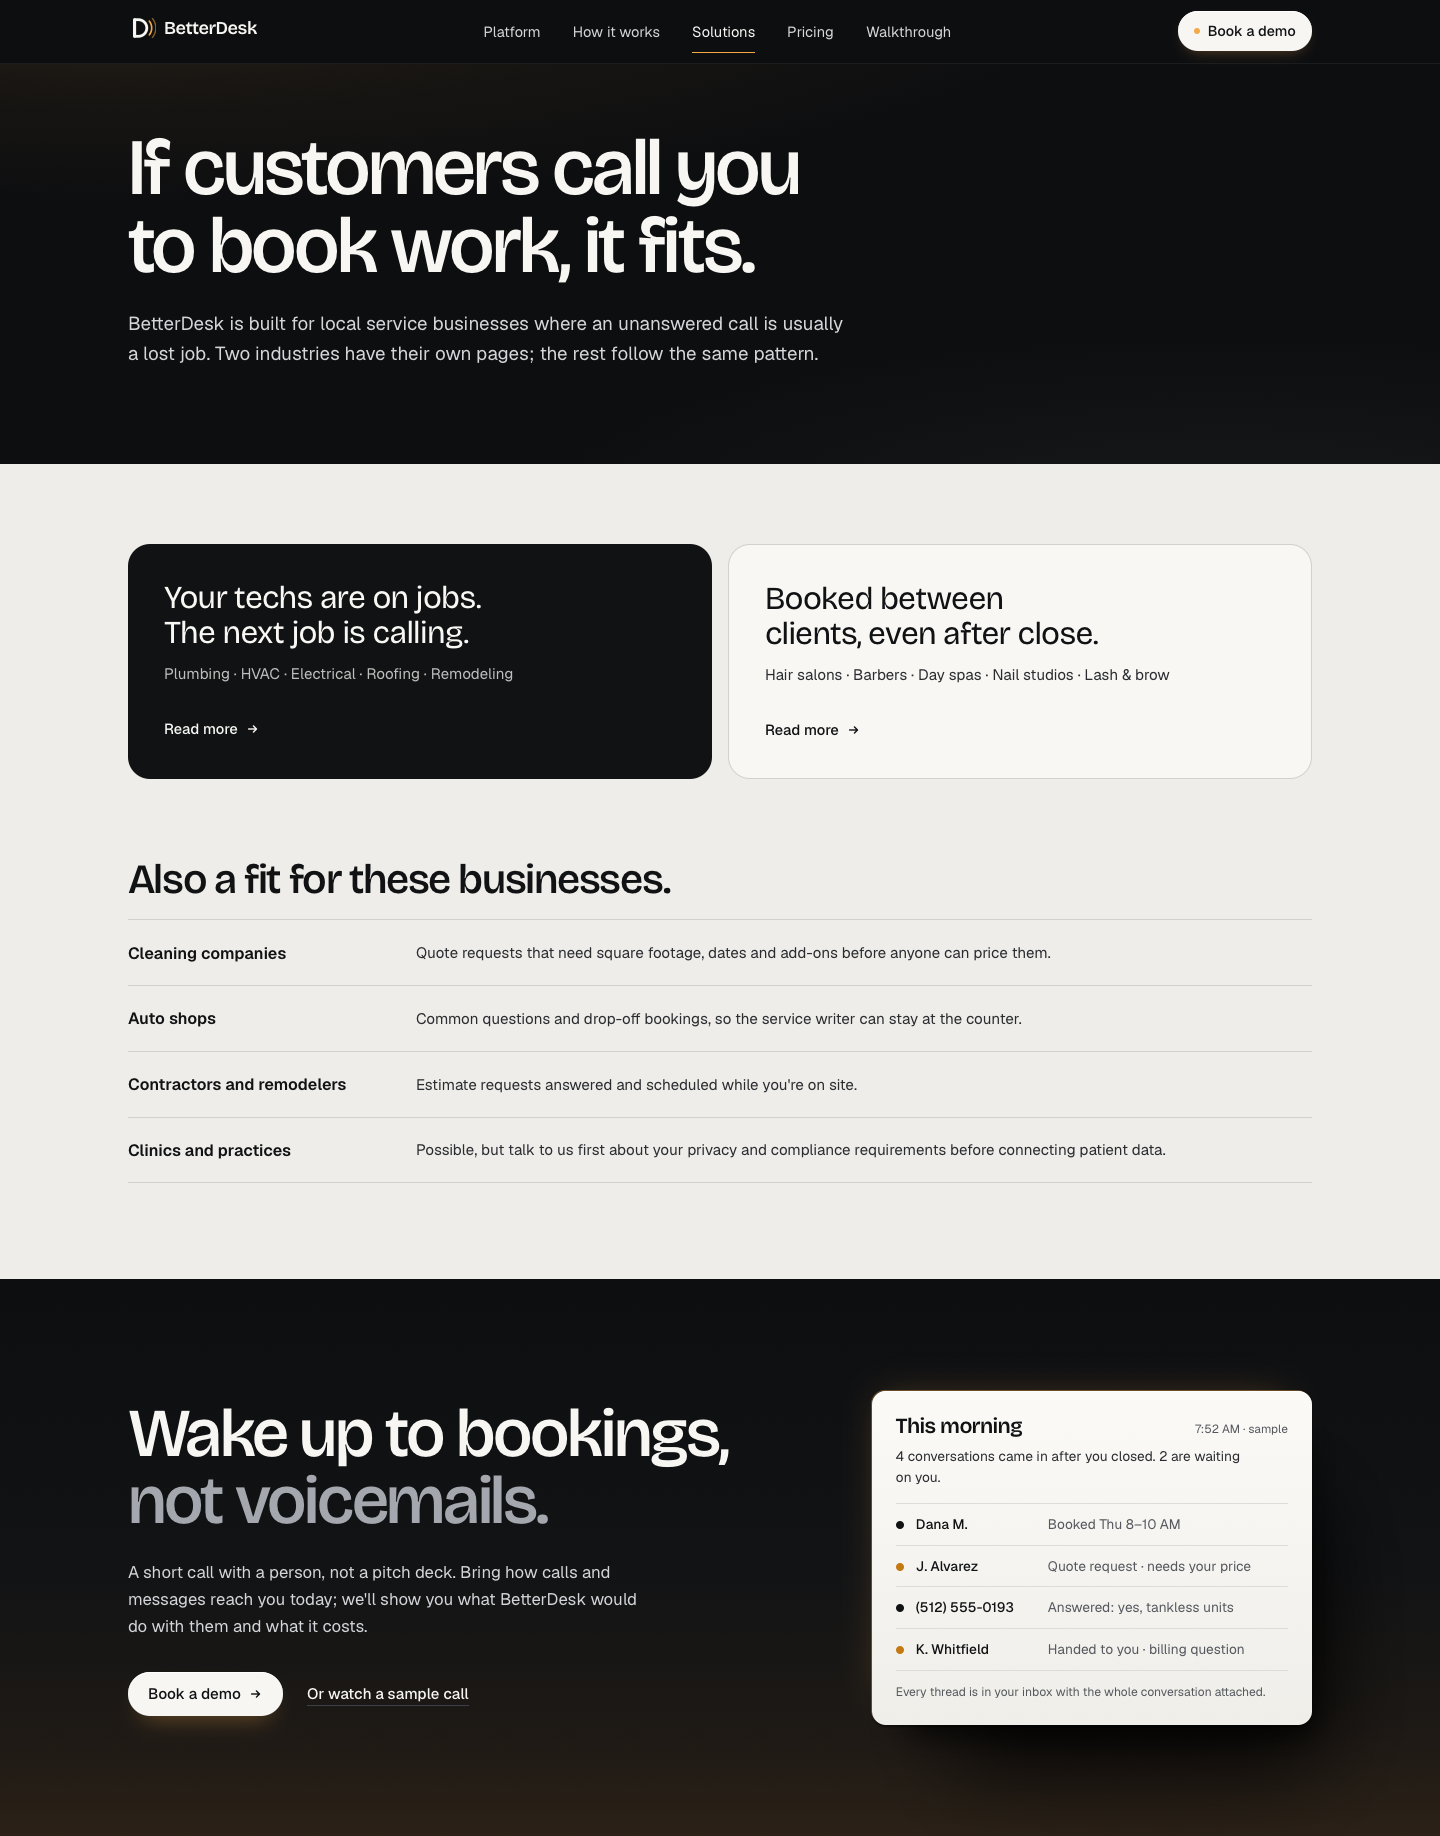 BetterDesk
Platform
How it works
Solutions
Pricing
Walkthrough
Book a demo
If customers call you
to book work, it fits.
BetterDesk is built for local service businesses where an unanswered call is usually
a lost job. Two industries have their own pages; the rest follow the same pattern.
Your techs are on jobs.
The next job is calling.
Plumbing · HVAC · Electrical · Roofing · Remodeling
Read more →
Booked between
clients, even after close.
Hair salons · Barbers · Day spas · Nail studios · Lash & brow
Read more →
Also a fit for these businesses.
Cleaning companies
Quote requests that need square footage, dates and add-ons before anyone can price them.
Auto shops
Common questions and drop-off bookings, so the service writer can stay at the counter.
Contractors and remodelers
Estimate requests answered and scheduled while you're on site.
Clinics and practices
Possible, but talk to us first about your privacy and compliance requirements before connecting patient data.
Wake up to bookings,
not voicemails.
A short call with a person, not a pitch deck. Bring how calls and
messages reach you today; we'll show you what BetterDesk would
do with them and what it costs.
Book a demo →
Or watch a sample call
This morning
7:52 AM · sample
4 conversations came in after you closed. 2 are waiting
on you.
Dana M.
Booked Thu 8–10 AM
J. Alvarez
Quote request · needs your price
(512) 555-0193
Answered: yes, tankless units
K. Whitfield
Handed to you · billing question
Every thread is in your inbox with the whole conversation attached.